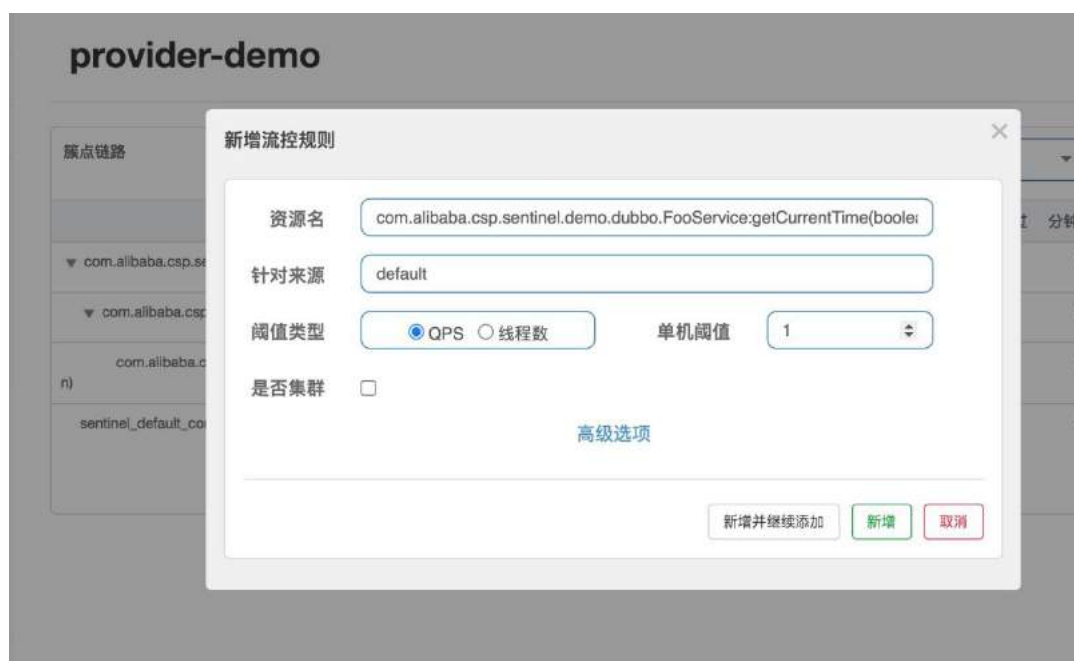 provider-demo
新增流控规则
簇点链路
资源名 com.alibaba.csp.sentinel.demo.dubbo.FooService:getCurrentTime(boolea
分钟
com.alibaba.csp.se
针对来源 default
com.alibaba.csp
阈值类型 QPS 线程数 单机阈值 1
com.alibaba.c
n)
是否集群
sentinel_default_co
高级选项
新增并继续添加 新增 取消